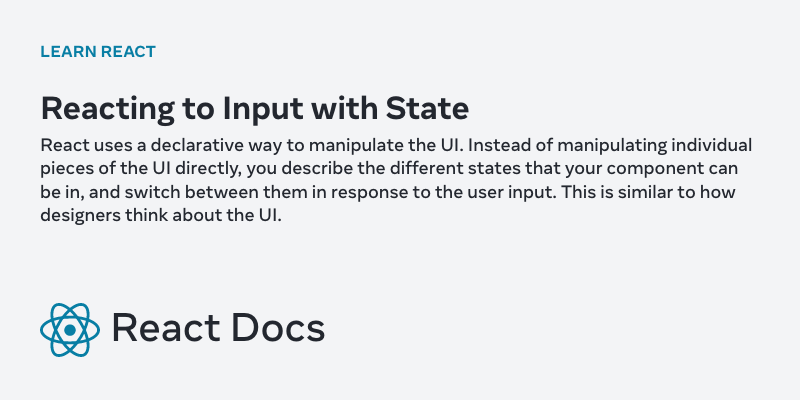 LEARN REACT
Reacting to Input with State
React uses a declarative way to manipulate the UI. Instead of manipulating individual
pieces of the UI directly, you describe the different states that your component can
be in, and switch between them in response to the user input. This is similar to how
designers think about the UI.
React Docs